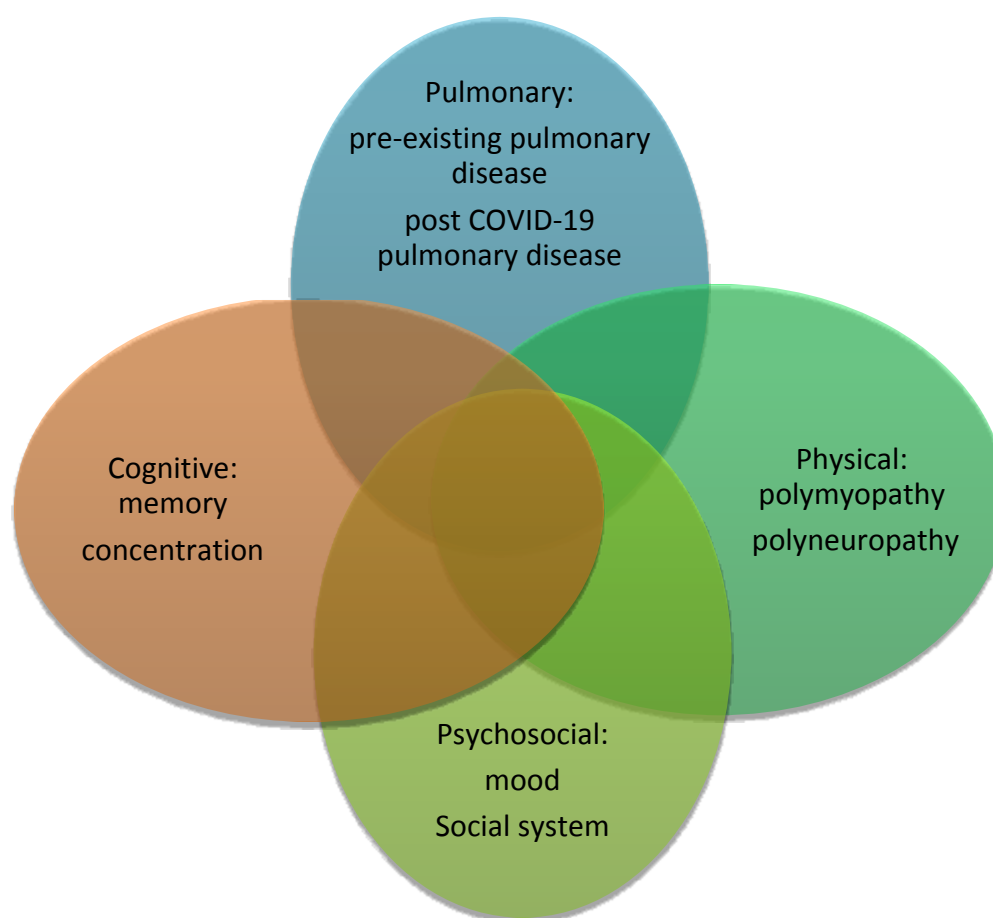 Pulmonary:
pre-existing pulmonary
disease
post COVID-19
pulmonary disease
Cognitive:
memory
concentration
Physical:
polymyopathy
polyneuropathy
Psychosocial:
mood
Social system